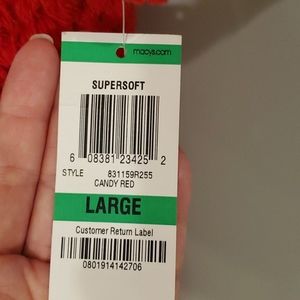 macys.com
SUPERSOFT
6 08381 23425 2
STYLE 831159R255
CANDY RED
LARGE
Customer Return Label
0801914142706